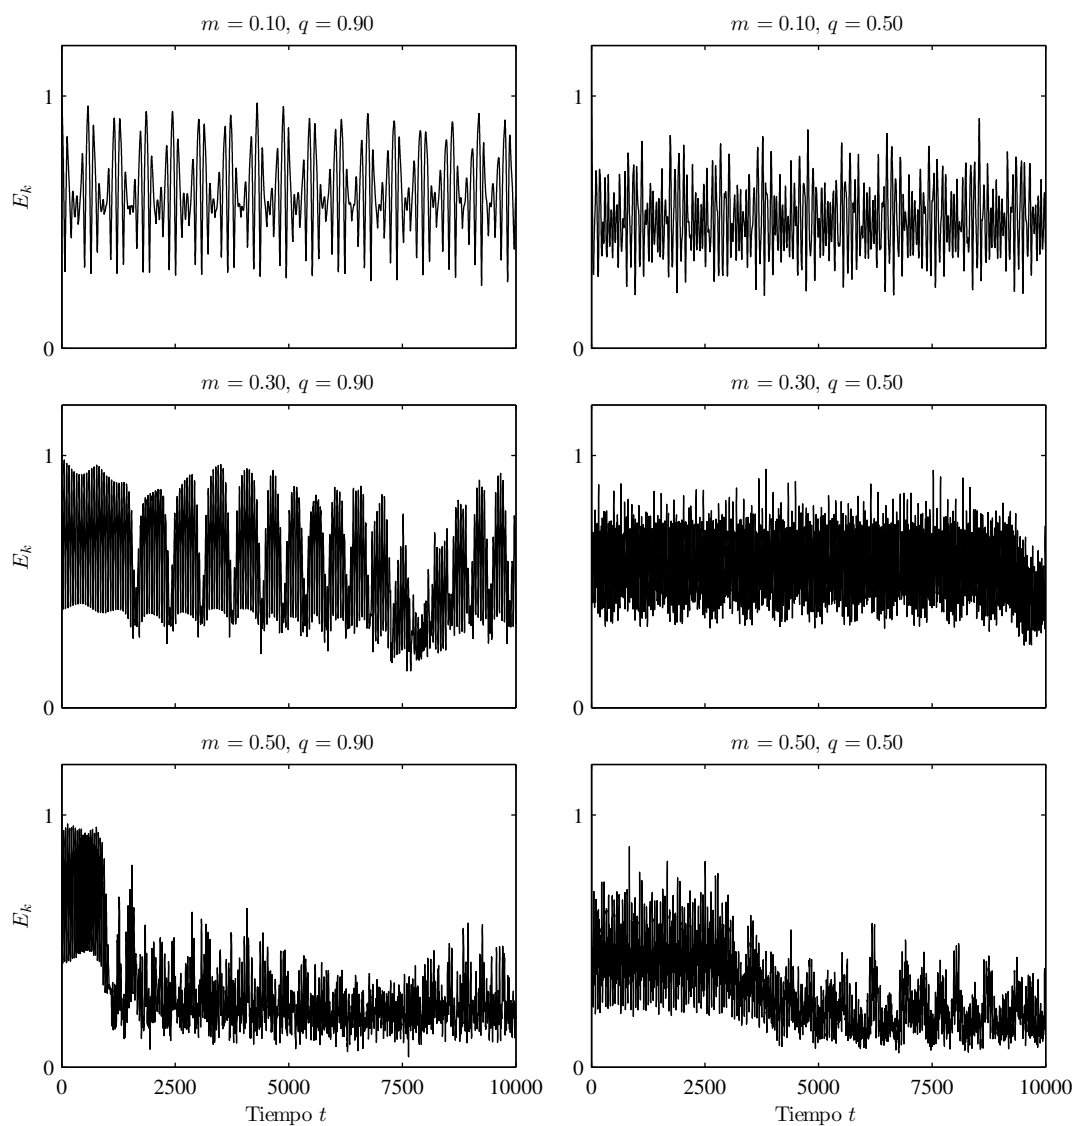 m = 0.10, q = 0.90
m = 0.10, q = 0.50
1
E_k
0
1
0
m = 0.30, q = 0.90
m = 0.30, q = 0.50
1
E_k
0
1
0
m = 0.50, q = 0.90
m = 0.50, q = 0.50
1
E_k
0
1
0
0 2500 5000 7500 10000
0 2500 5000 7500 10000
Tiempo t
Tiempo t